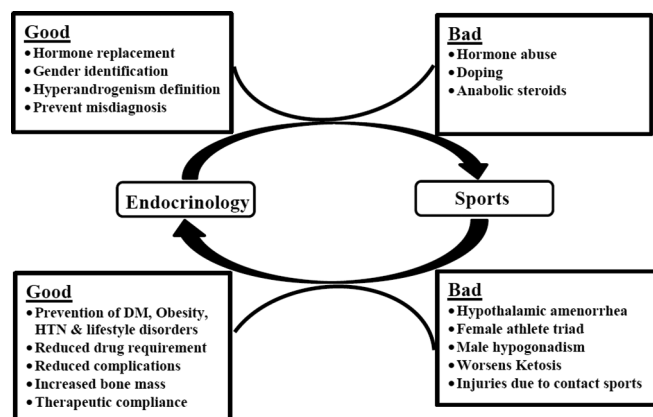 Good
• Hormone replacement
• Gender identification
• Hyperandrogenism definition
• Prevent misdiagnosis
Bad
• Hormone abuse
• Doping
• Anabolic steroids
Endocrinology
Sports
Good
• Prevention of DM, Obesity,
HTN & lifestyle disorders
• Reduced drug requirement
• Reduced complications
• Increased bone mass
• Therapeutic compliance
Bad
• Hypothalamic amenorrhea
• Female athlete triad
• Male hypogonadism
• Worsens Ketosis
• Injuries due to contact sports